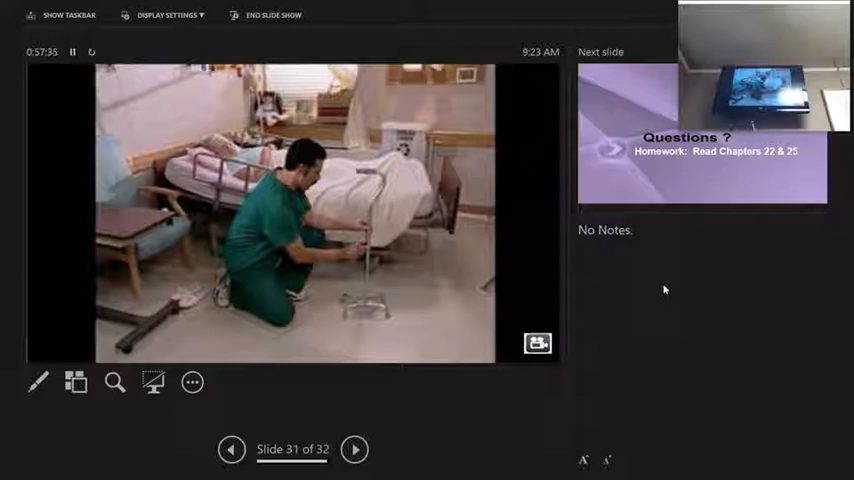 SHOW TASKBAR
DISPLAY SETTINGS ▼
END SLIDE SHOW
0:57:35
9:23 AM
Next slide
Questions ?
Homework: Read Chapters 22 & 25
No Notes.
Slide 31 of 32
A
A